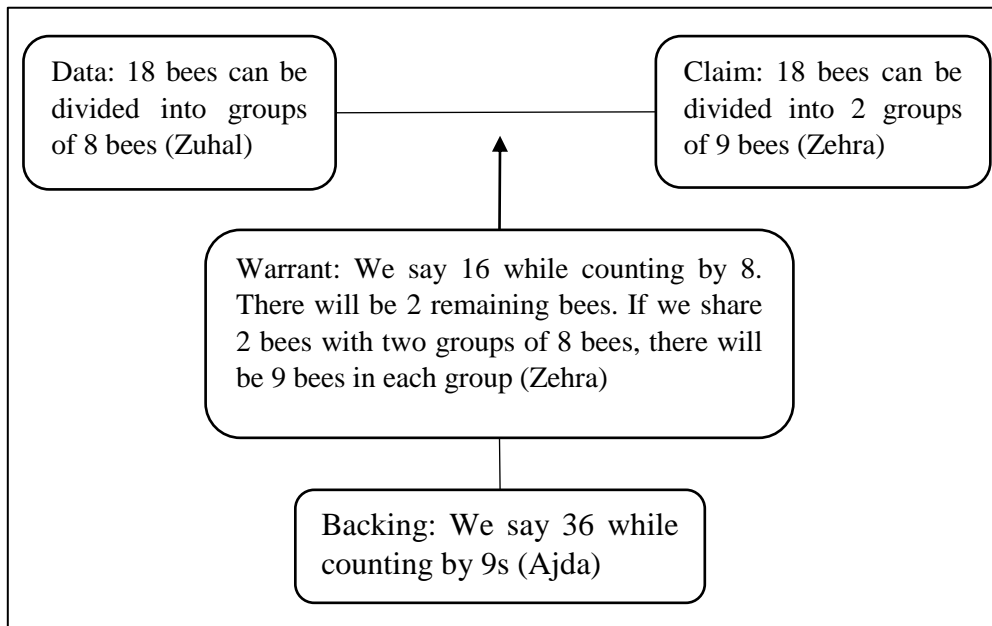 Data: 18 bees can be
divided into groups
of 8 bees (Zuhal)
Claim: 18 bees can be
divided into 2 groups
of 9 bees (Zehra)
Warrant: We say 16 while counting by 8.
There will be 2 remaining bees. If we share
2 bees with two groups of 8 bees, there will
be 9 bees in each group (Zehra)
Backing: We say 36 while
counting by 9s (Ajda)